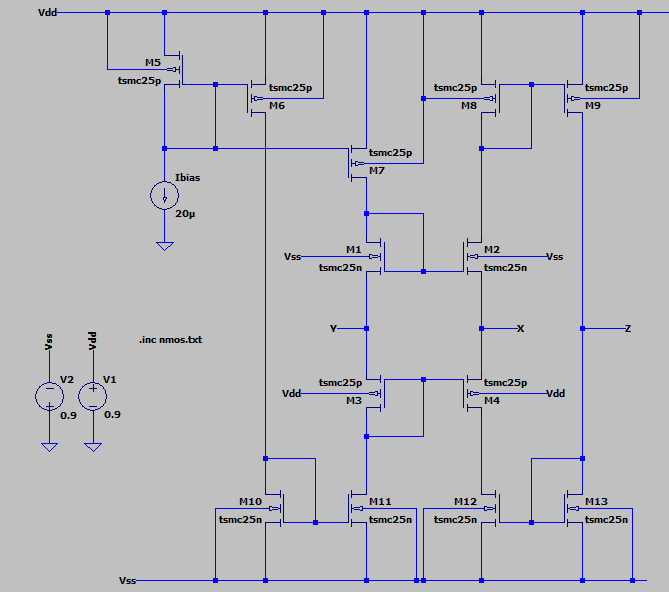 Vdd
M5
tsmc25p
tsmc25p
M6
tsmc25p
M8
tsmc25p
M9
tsmc25p
M7
Ibias
20µ
Vss
M1
tsmc25n
M2
tsmc25n
Vss
Y
X
Z
.inc nmos.txt
Vss
Vdd
V2
0.9
V1
0.9
Vdd
tsmc25p
M3
tsmc25p
M4
Vdd
M10
tsmc25n
M11
tsmc25n
M12
tsmc25n
M13
tsmc25n
Vss